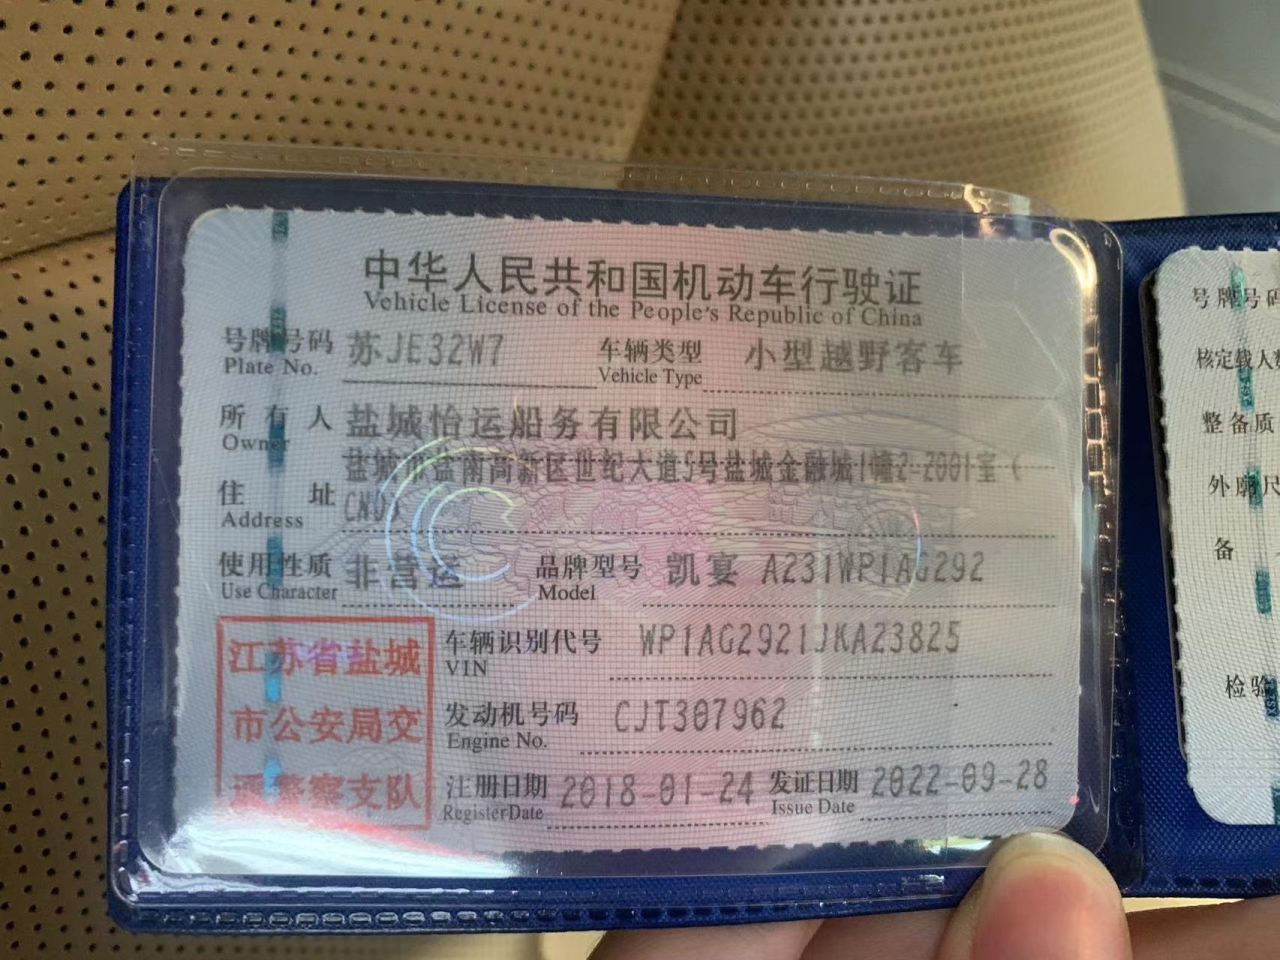 中华人民共和国机动车行驶证
Vehicle License of the People's Republic of China
号牌号码 苏JE32W7 车辆类型 小型越野客车
Plate No. Vehicle Type
所有人 盐城怡运船务有限公司
Owner
盐城市盐南高新区世纪大道5号盐城金融城1幢2-2001室(
住址 CND)
Address
使用性质 非营运 品牌型号 凯宴 A231WP1AG292
Use Character Model
江苏省盐城
市公安局交
通警察支队
车辆识别代号 WP1AG2921JKA23825
VIN
发动机号码 CJT307962
Engine No.
注册日期 2018-01-24 发证日期 2022-09-28
Register Date Issue Date
号牌号码
核定载人数
整备质
外廓尺
备
检验